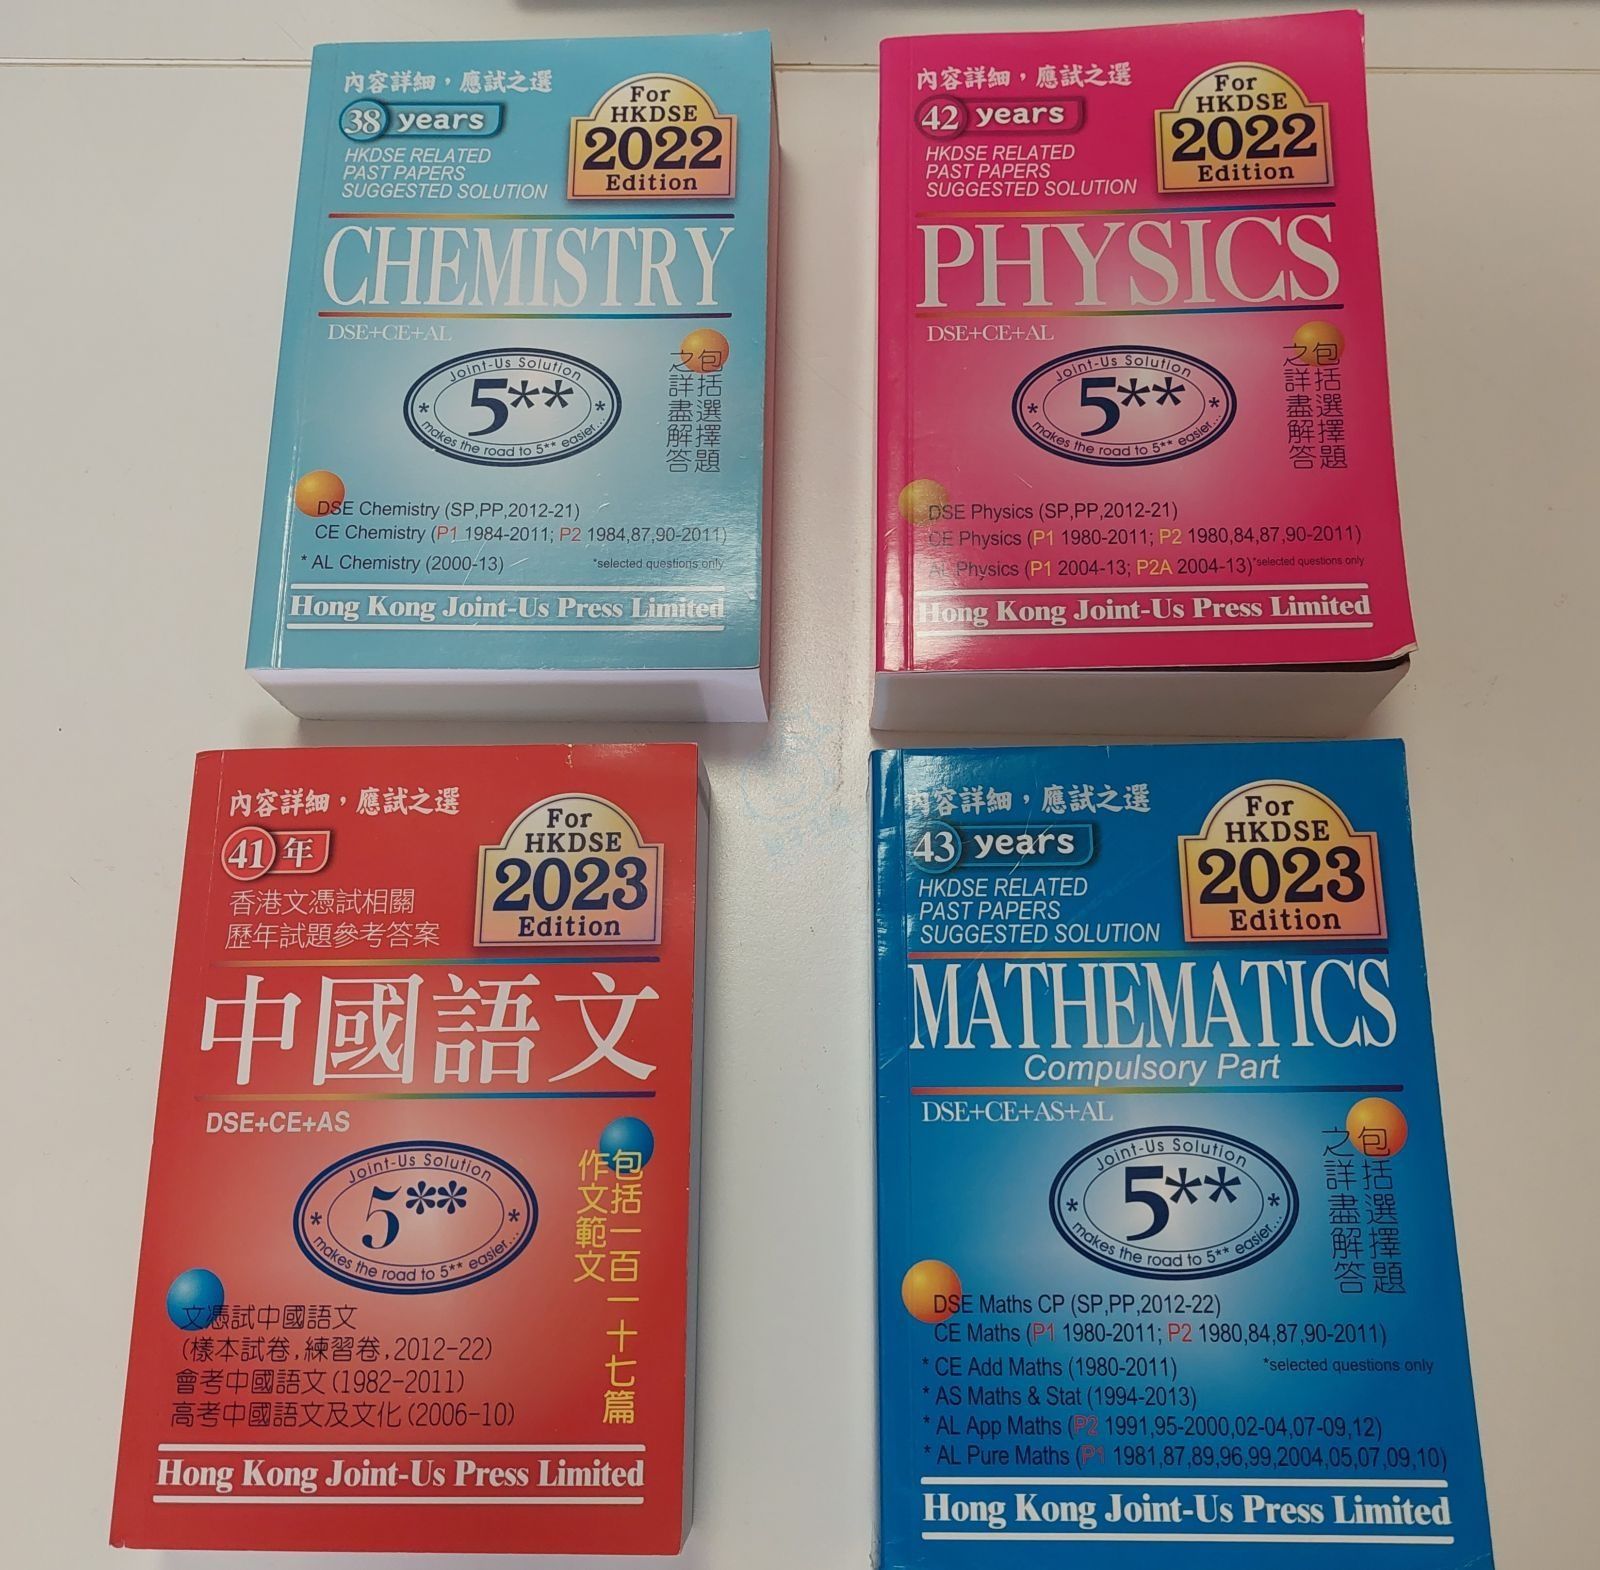 內容詳細，應試之選
38 years
HKDSE RELATED
PAST PAPERS
SUGGESTED SOLUTION
For
HKDSE
2022
Edition
CHEMISTRY
DSE+CE+AL
Joint-Us Solution
* 5** *
makes the road to 5** easier...
包括選擇題
之詳盡解答
DSE Chemistry (SP,PP,2012-21)
CE Chemistry (P1 1984-2011; P2 1984,87,90-2011)
* AL Chemistry (2000-13) *selected questions only
Hong Kong Joint-Us Press Limited
內容詳細，應試之選
42 years
HKDSE RELATED
PAST PAPERS
SUGGESTED SOLUTION
For
HKDSE
2022
Edition
PHYSICS
DSE+CE+AL
Joint-Us Solution
* 5** *
makes the road to 5** easier...
包括選擇題
之詳盡解答
DSE Physics (SP,PP,2012-21)
CE Physics (P1 1980-2011; P2 1980,84,87,90-2011)
AL Physics (P1 2004-13; P2A 2004-13) *selected questions only
Hong Kong Joint-Us Press Limited
內容詳細，應試之選
41 年
香港文憑試相關
歷年試題參考答案
For
HKDSE
2023
Edition
中國語文
DSE+CE+AS
Joint-Us Solution
* 5** *
makes the road to 5** easier...
包括一百一十七篇
作文範文
文憑試中國語文
(樣本試卷,練習卷,2012-22)
會考中國語文(1982-2011)
高考中國語文及文化(2006-10)
Hong Kong Joint-Us Press Limited
內容詳細，應試之選
43 years
HKDSE RELATED
PAST PAPERS
SUGGESTED SOLUTION
For
HKDSE
2023
Edition
MATHEMATICS
Compulsory Part
DSE+CE+AS+AL
Joint-Us Solution
* 5** *
makes the road to 5** easier...
包括選擇題
之詳盡解答
DSE Maths CP (SP,PP,2012-22)
CE Maths (P1 1980-2011; P2 1980,84,87,90-2011)
* CE Add Maths (1980-2011) *selected questions only
* AS Maths & Stat (1994-2013)
* AL App Maths (P2 1991,95-2000,02-04,07-09,12)
* AL Pure Maths (P1 1981,87,89,96,99,2004,05,07,09,10)
Hong Kong Joint-Us Press Limited